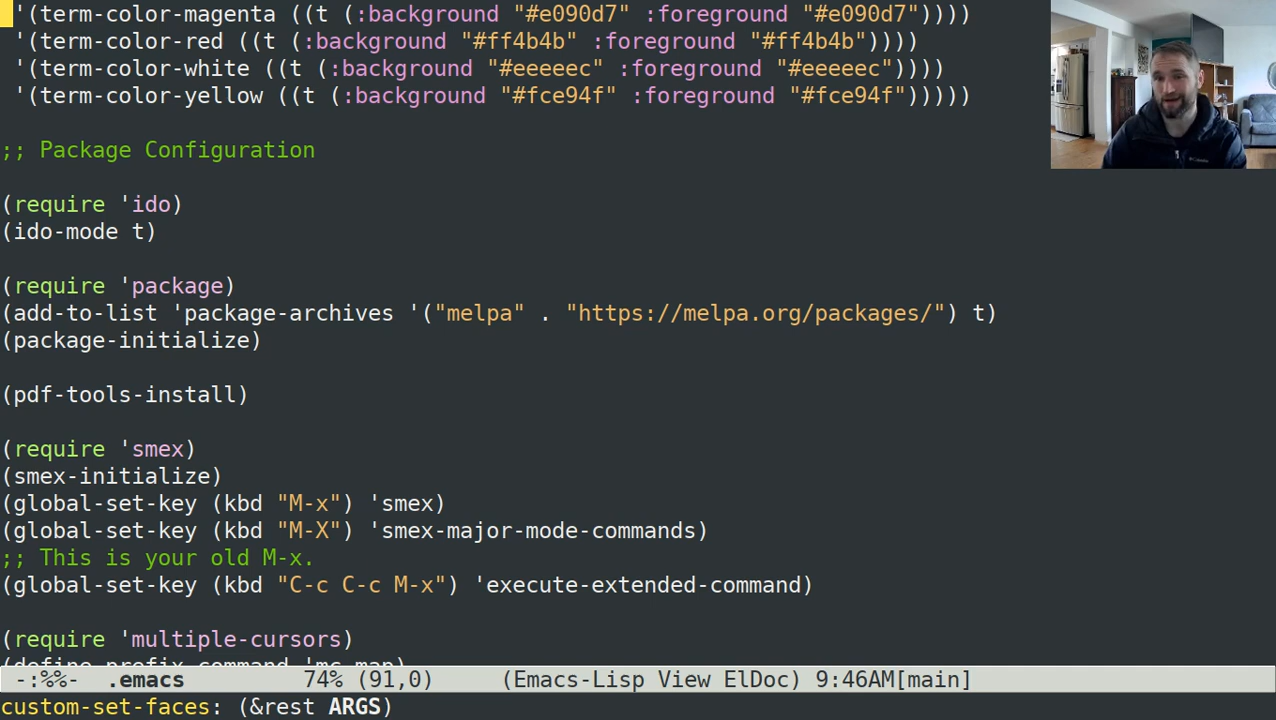 '(term-color-magenta ((t (:background "#e090d7" :foreground "#e090d7"))))
'(term-color-red ((t (:background "#ff4b4b" :foreground "#ff4b4b"))))
'(term-color-white ((t (:background "#eeeeec" :foreground "#eeeeec"))))
'(term-color-yellow ((t (:background "#fce94f" :foreground "#fce94f")))))
;; Package Configuration
(require 'ido)
(ido-mode t)
(require 'package)
(add-to-list 'package-archives '("melpa" . "https://melpa.org/packages/") t)
(package-initialize)
(pdf-tools-install)
(require 'smex)
(smex-initialize)
(global-set-key (kbd "M-x") 'smex)
(global-set-key (kbd "M-X") 'smex-major-mode-commands)
;; This is your old M-x.
(global-set-key (kbd "C-c C-c M-x") 'execute-extended-command)
(require 'multiple-cursors)
(define-prefix-command 'mc-map)
-:%%- .emacs 74% (91,0) (Emacs-Lisp View ElDoc) 9:46AM[main]
custom-set-faces: (&rest ARGS)